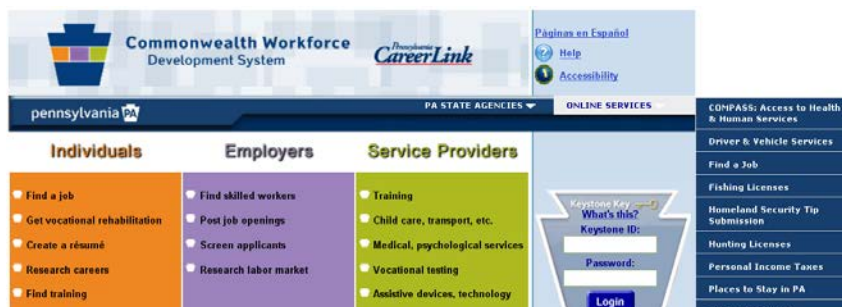 Commonwealth Workforce
Development System
Pennsylvania
CareerLink
Páginas en Español
Help
Accessibility
pennsylvania PA
PA STATE AGENCIES
ONLINE SERVICES
COMPASS: Access to Health
& Human Services
Driver & Vehicle Services
Find a Job
Fishing Licenses
Homeland Security Tip
Submission
Hunting Licenses
Personal Income Taxes
Places to Stay in PA
Individuals
Find a job
Get vocational rehabilitation
Create a résumé
Research careers
Find training
Employers
Find skilled workers
Post job openings
Screen applicants
Research labor market
Service Providers
Training
Child care, transport, etc.
Medical, psychological services
Vocational testing
Assistive devices, technology
Keystone Key
What's this?
Keystone ID:
Password:
Login